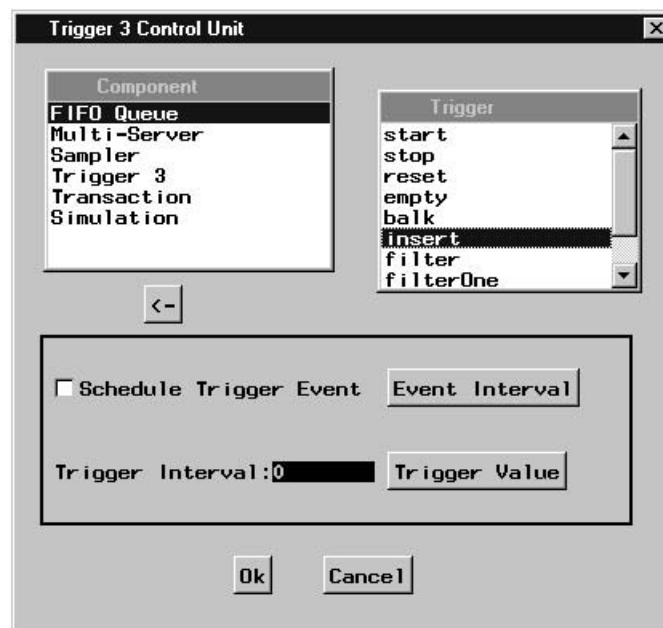 Trigger 3 Control Unit
Component
FIFO Queue
Multi-Server
Sampler
Trigger 3
Transaction
Simulation
Trigger
start
stop
reset
empty
balk
insert
filter
filterOne
<-
Schedule Trigger Event
Event Interval
Trigger Interval:0
Trigger Value
Ok
Cancel